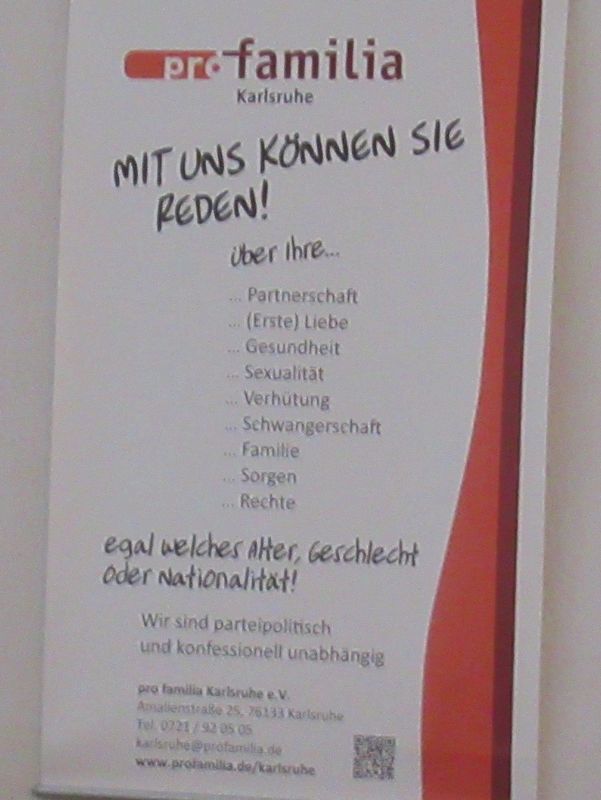 pro familia
Karlsruhe
MIT UNS KÖNNEN SIE
REDEN!
über Ihre...
... Partnerschaft
... (Erste) Liebe
... Gesundheit
... Sexualität
... Verhütung
... Schwangerschaft
... Familie
... Sorgen
... Rechte
egal welches Alter, Geschlecht
oder Nationalität!
Wir sind parteipolitisch
und konfessionell unabhängig
pro familia Karlsruhe e.V.
Amalienstraße 25, 76133 Karlsruhe
Tel. 0721 / 92 05 05
karlsruhe@profamilia.de
www.profamilia.de/karlsruhe